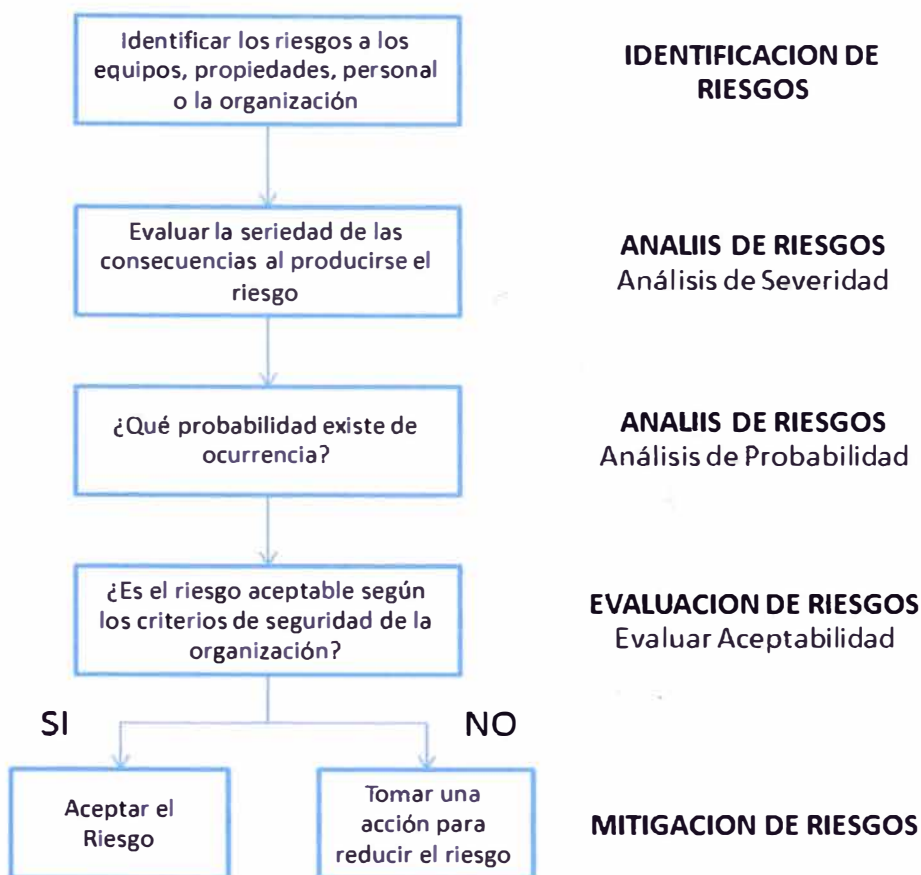 Identificar los riesgos a los
equipos, propiedades, personal
o la organización
IDENTIFICACION DE
RIESGOS
Evaluar la seriedad de las
consecuencias al producirse el
riesgo
ANALIIS DE RIESGOS
Análisis de Severidad
¿Qué probabilidad existe de
ocurrencia?
ANALIIS DE RIESGOS
Análisis de Probabilidad
¿Es el riesgo aceptable según
los criterios de seguridad de la
organización?
EVALUACION DE RIESGOS
Evaluar Aceptabilidad
SI
NO
Aceptar el
Riesgo
Tomar una
acción para
reducir el riesgo
MITIGACION DE RIESGOS